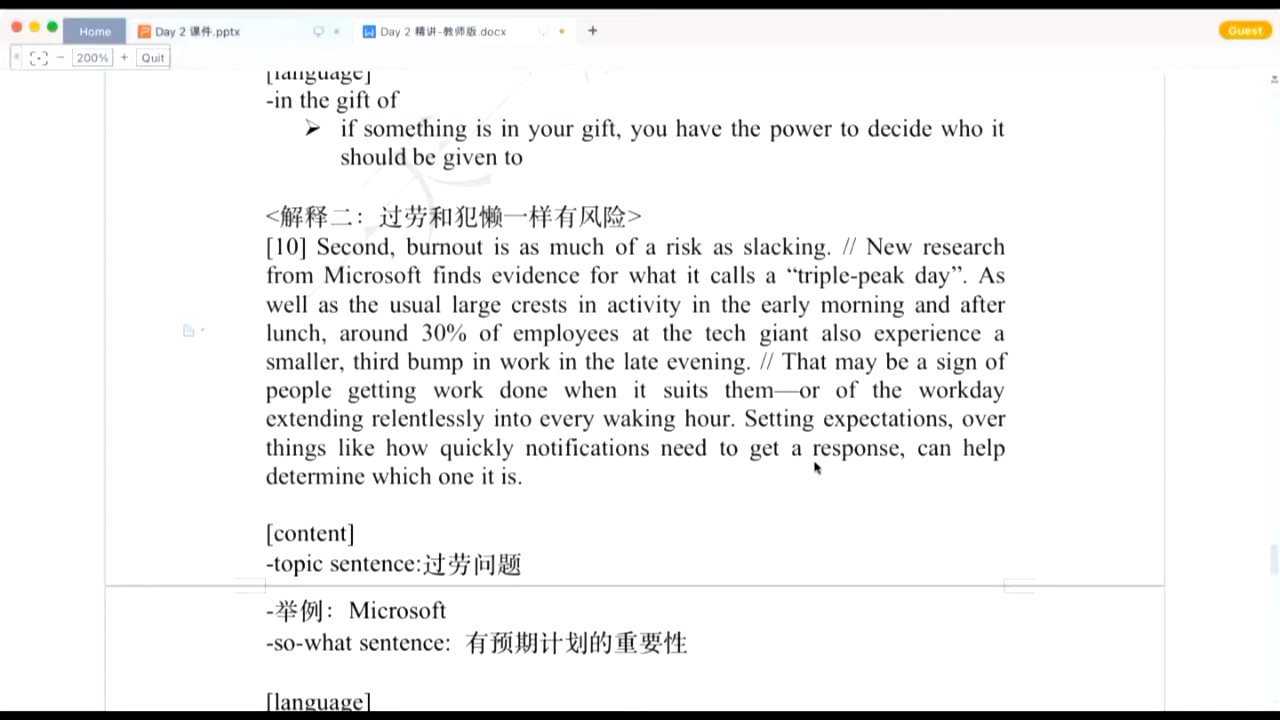 Home
Day 2 课件.pptx
Day 2 精讲-教师版.docx
Guest
200%
Quit
[language]
-in the gift of
➢ if something is in your gift, you have the power to decide who it
should be given to
<解释二：过劳和犯懒一样有风险>
[10] Second, burnout is as much of a risk as slacking. // New research
from Microsoft finds evidence for what it calls a “triple-peak day”. As
well as the usual large crests in activity in the early morning and after
lunch, around 30% of employees at the tech giant also experience a
smaller, third bump in work in the late evening. // That may be a sign of
people getting work done when it suits them—or of the workday
extending relentlessly into every waking hour. Setting expectations, over
things like how quickly notifications need to get a response, can help
determine which one it is.
[content]
-topic sentence:过劳问题
-举例：Microsoft
-so-what sentence: 有预期计划的重要性
[language]